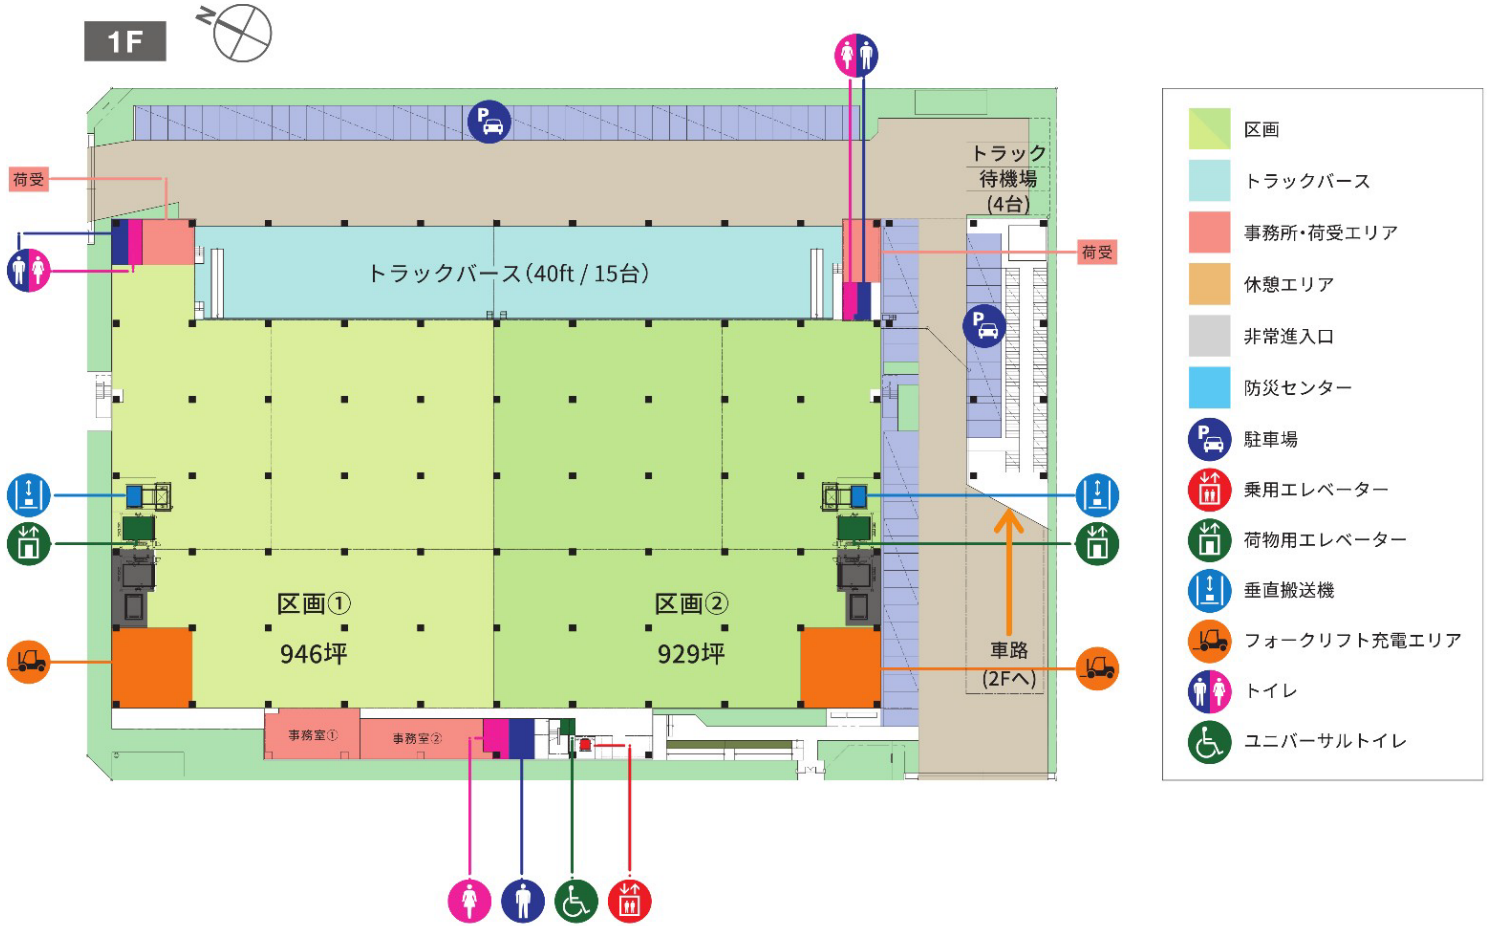 1F
N
P
トラック
待機場
(4台)
荷受
荷受
トラックバース(40ft / 15台)
P
区画①
946坪
区画②
929坪
車路
(2Fへ)
事務室①
事務室②
区画
トラックバース
事務所・荷受エリア
休憩エリア
非常進入口
防災センター
P
駐車場
乗用エレベーター
荷物用エレベーター
垂直搬送機
フォークリフト充電エリア
トイレ
ユニバーサルトイレ